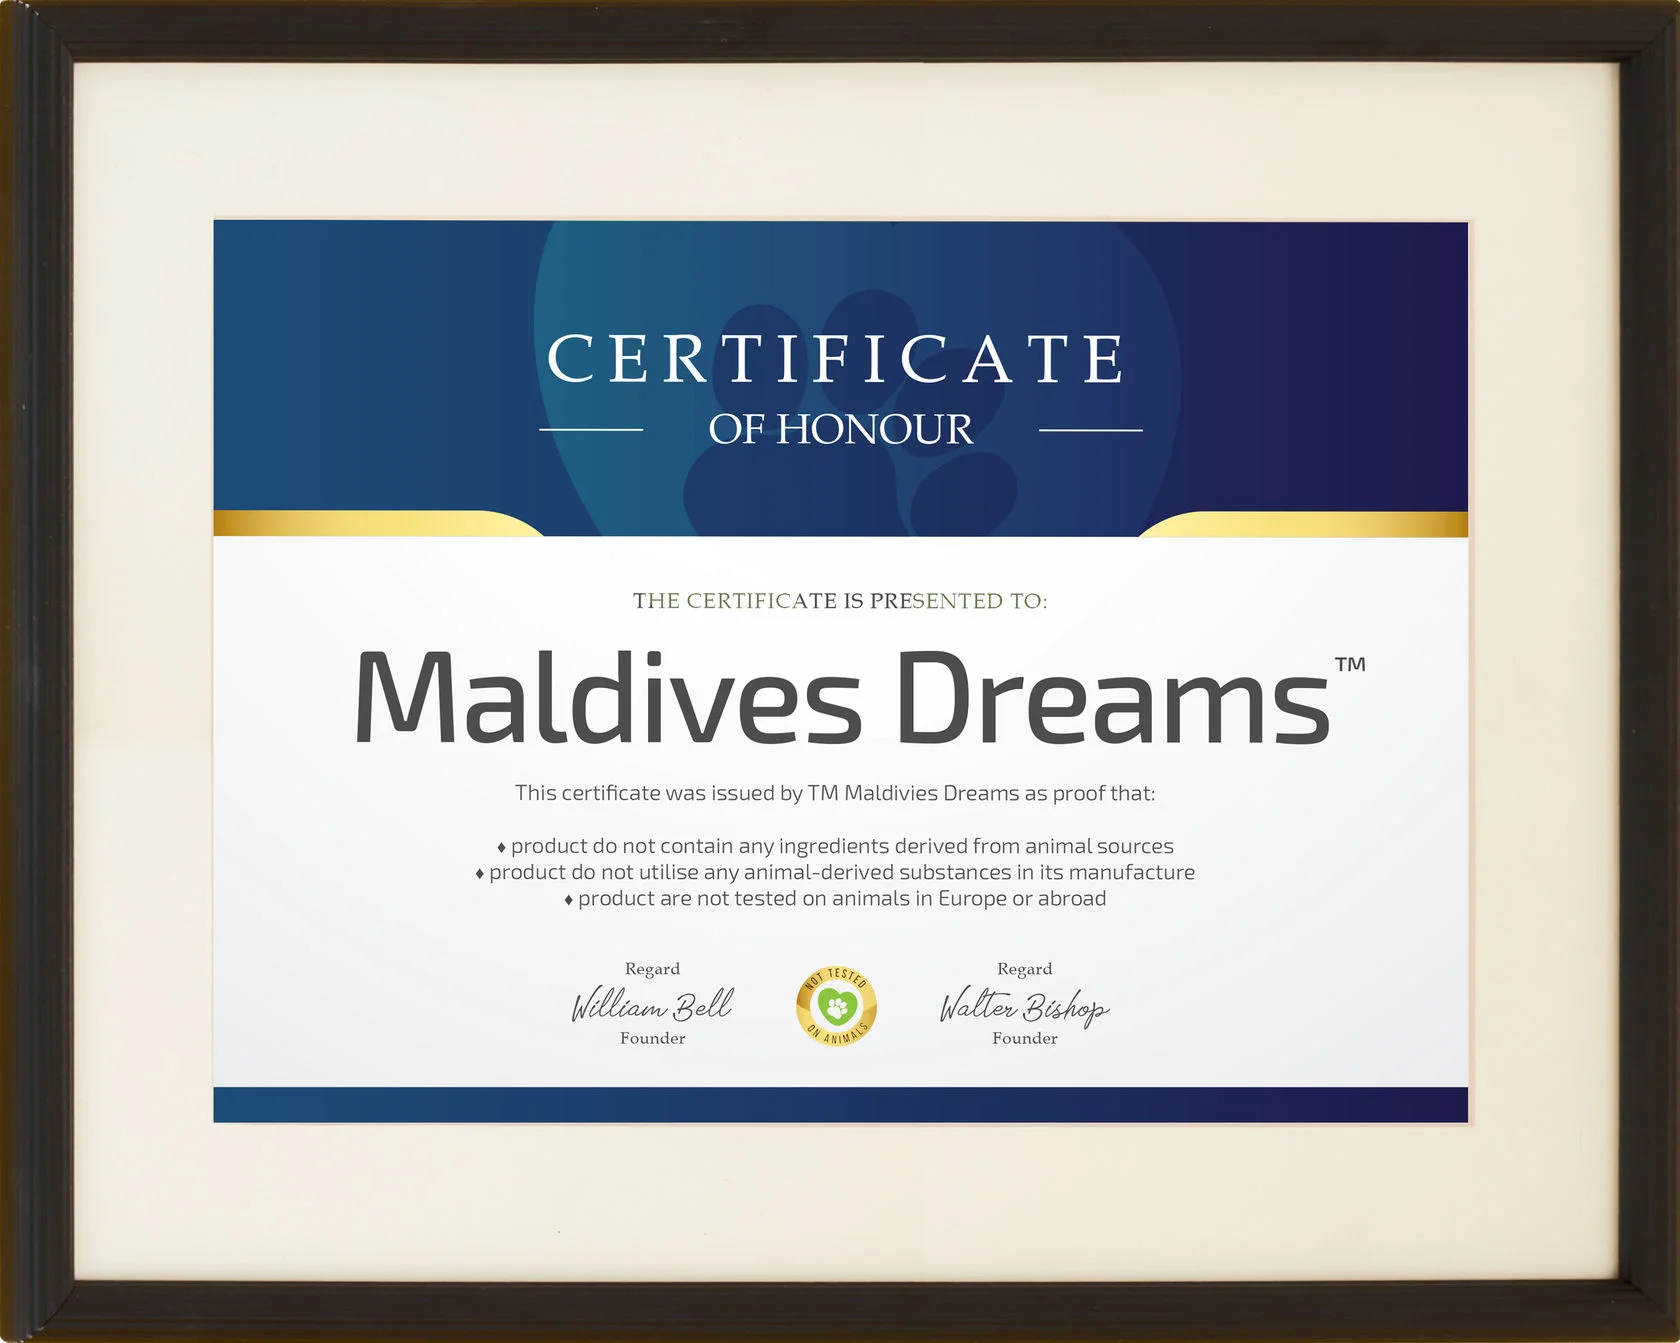 CERTIFICATE
OF HONOUR
THE CERTIFICATE IS PRESENTED TO:
Maldives Dreams™
This certificate was issued by TM Maldivies Dreams as proof that:
♦ product do not contain any ingredients derived from animal sources
♦ product do not utilise any animal-derived substances in its manufacture
♦ product are not tested on animals in Europe or abroad
Regard
William Bell
Founder
NOT TESTED
ON ANIMALS
Regard
Walter Bishop
Founder